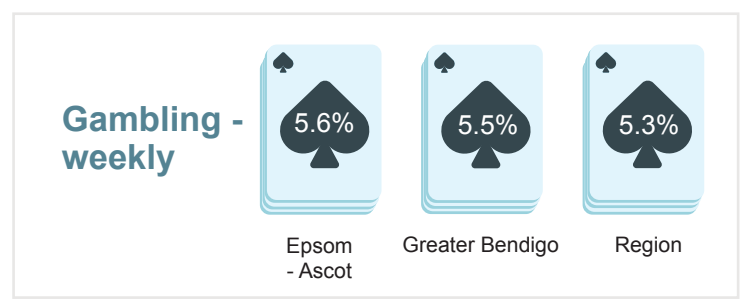 Gambling -
weekly
5.6%
5.5%
5.3%
Epsom
- Ascot
Greater Bendigo
Region